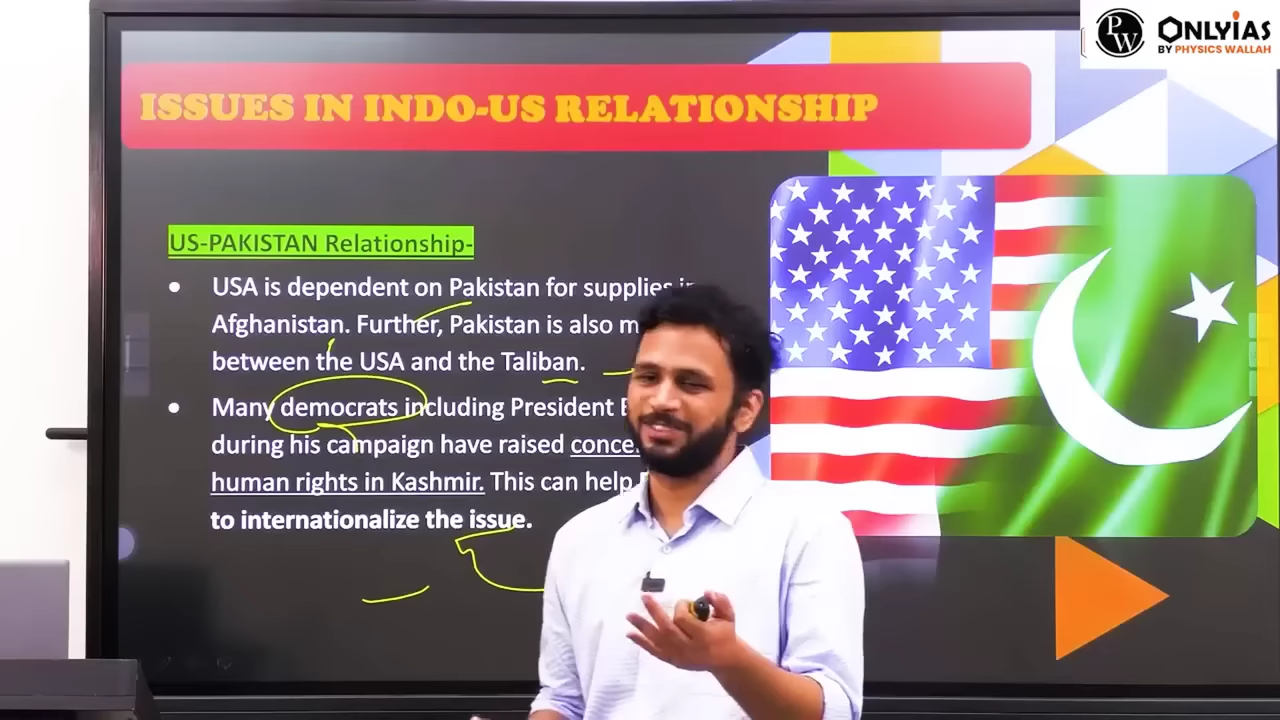 PW ONLYIAS
BY PHYSICS WALLAH
ISSUES IN INDO-US RELATIONSHIP
US-PAKISTAN Relationship-
• USA is dependent on Pakistan for supplies in
Afghanistan. Further, Pakistan is also
between the USA and the Taliban.
• Many democrats including President
during his campaign have raised
human rights in Kashmir. This can help
to internationalize the issue.